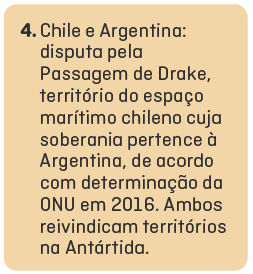 4. Chile e Argentina:
disputa pela
Passagem de Drake,
território do espaço
marítimo chileno cuja
soberania pertence à
Argentina, de acordo
com determinação da
ONU em 2016. Ambos
reivindicam territórios
na Antártida.